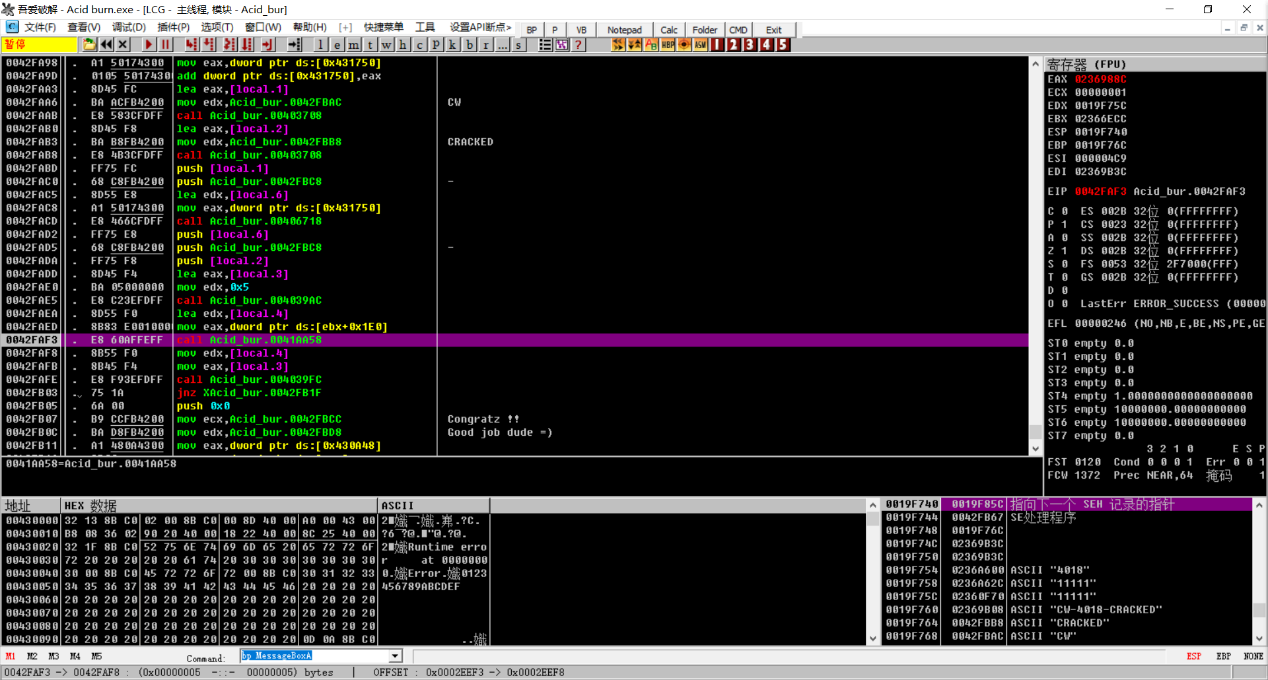 吾爱破解 - Acid burn.exe - [LCG - 主线程, 模块 - Acid_bur]
文件(F) 查看(V) 调试(D) 插件(P) 选项(T) 窗口(W) 帮助(H) [+] 快捷菜单 工具 设置API断点> BP P VB Notepad Calc Folder CMD Exit
暂停 l e m t w h c P k b r ... s ? 1 2 3 4 5
0042FA98 . A1 50174300 mov eax,dword ptr ds:[0x431750]
0042FA9D . 0105 50174300 add dword ptr ds:[0x431750],eax
0042FAA3 . 8D45 FC lea eax,[local.1]
0042FAA6 . BA ACFB4200 mov edx,Acid_bur.0042FBAC CW
0042FAAB . E8 583CFDFF call Acid_bur.00403708
0042FAB0 . 8D45 F8 lea eax,[local.2]
0042FAB3 . BA B8FB4200 mov edx,Acid_bur.0042FBB8 CRACKED
0042FAB8 . E8 4B3CFDFF call Acid_bur.00403708
0042FABD . FF75 FC push [local.1]
0042FAC0 . 68 C8FB4200 push Acid_bur.0042FBC8 -
0042FAC5 . 8D55 E8 lea edx,[local.6]
0042FAC8 . A1 50174300 mov eax,dword ptr ds:[0x431750]
0042FACD . E8 466CFDFF call Acid_bur.00406718
0042FAD2 . FF75 E8 push [local.6]
0042FAD5 . 68 C8FB4200 push Acid_bur.0042FBC8 -
0042FADA . FF75 F8 push [local.2]
0042FADD . 8D45 F4 lea eax,[local.3]
0042FAE0 . BA 05000000 mov edx,0x5
0042FAE5 . E8 C23EFDFF call Acid_bur.004039AC
0042FAEA . 8D55 F0 lea edx,[local.4]
0042FAED . 8B83 E0010000 mov eax,dword ptr ds:[ebx+0x1E0]
0042FAF3 . E8 60AFFEFF call Acid_bur.0041AA58
0042FAF8 . 8B55 F0 mov edx,[local.4]
0042FAFB . 8B45 F4 mov eax,[local.3]
0042FAFE . E8 F93EFDFF call Acid_bur.004039FC
0042FB03 . 75 1A jnz XAcid_bur.0042FB1F
0042FB05 . 6A 00 push 0x0
0042FB07 . B9 CCFB4200 mov ecx,Acid_bur.0042FBCC Congratz !!
0042FB0C . BA D8FB4200 mov edx,Acid_bur.0042FBD8 Good job dude =)
0042FB11 . A1 480A4300 mov eax,dword ptr ds:[0x430A48]
0041AA58=Acid_bur.0041AA58
寄存器 (FPU)
EAX 0236988C
ECX 00000001
EDX 0019F75C
EBX 02366ECC
ESP 0019F740
EBP 0019F76C
ESI 000004C9
EDI 02369B3C
EIP 0042FAF3 Acid_bur.0042FAF3
C 0 ES 002B 32位 0(FFFFFFFF)
P 1 CS 0023 32位 0(FFFFFFFF)
A 0 SS 002B 32位 0(FFFFFFFF)
Z 1 DS 002B 32位 0(FFFFFFFF)
S 0 FS 0053 32位 2F7000(FFF)
T 0 GS 002B 32位 0(FFFFFFFF)
D 0
O 0 LastErr ERROR_SUCCESS (00000
EFL 00000246 (NO,NB,E,BE,NS,PE,GE
ST0 empty 0.0
ST1 empty 0.0
ST2 empty 0.0
ST3 empty 0.0
ST4 empty 1.0000000000000000000
ST5 empty 10000000.00000000000
ST6 empty 10000000.00000000000
ST7 empty 0.0
3 2 1 0 E S P
FST 0120 Cond 0 0 0 1 Err 0 0 1
FCW 1372 Prec NEAR,64 掩码 1
地址 HEX 数据 ASCII
00430000 32 13 8B C0 02 00 8B C0 00 8D 40 00 A0 00 43 00
00430010 B8 08 36 02 90 20 40 00 18 22 40 00 8C 25 40 00
00430020 32 1F 8B C0 52 75 6E 74 69 6D 65 20 65 72 72 6F 2 Runtime erro
00430030 72 20 20 20 20 20 61 74 20 30 30 30 30 30 30 30 r at 0000000
00430040 30 00 8B C0 45 72 72 6F 72 00 8B C0 30 31 32 33 0.嬂Error.嬂0123
00430050 34 35 36 37 38 39 41 42 43 44 45 46 20 20 20 20 456789ABCDEF
00430060 20 20 20 20 20 20 20 20 20 20 20 20 20 20 20 20
00430070 20 20 20 20 20 20 20 20 20 20 20 20 20 20 20 20
00430080 20 20 20 20 20 20 20 20 20 20 20 20 20 20 20 20
00430090 20 20 20 20 20 20 20 20 20 20 20 20 0D 0A 8B C0 ..嬂
0019F740 0019F85C 指向下一个 SEH 记录的指针
0019F744 0042FB67 SE处理程序
0019F748 0019F76C
0019F74C 02369B3C
0019F750 02369B3C
0019F754 0236A600 ASCII "4018"
0019F758 0236A62C ASCII "11111"
0019F75C 02360F70 ASCII "11111"
0019F760 02369B08 ASCII "CW-4018-CRACKED"
0019F764 0042FBB8 ASCII "CRACKED"
0019F768 0042FBAC ASCII "CW"
M1 M2 M3 M4 M5 Command: bp MessageBoxA ESP EBP NONE
0042FAF3 -> 0042FAF8 : (0x00000005 -::- 00000005) bytes | OFFSET : 0x0002EEF3 -> 0x0002EEF8